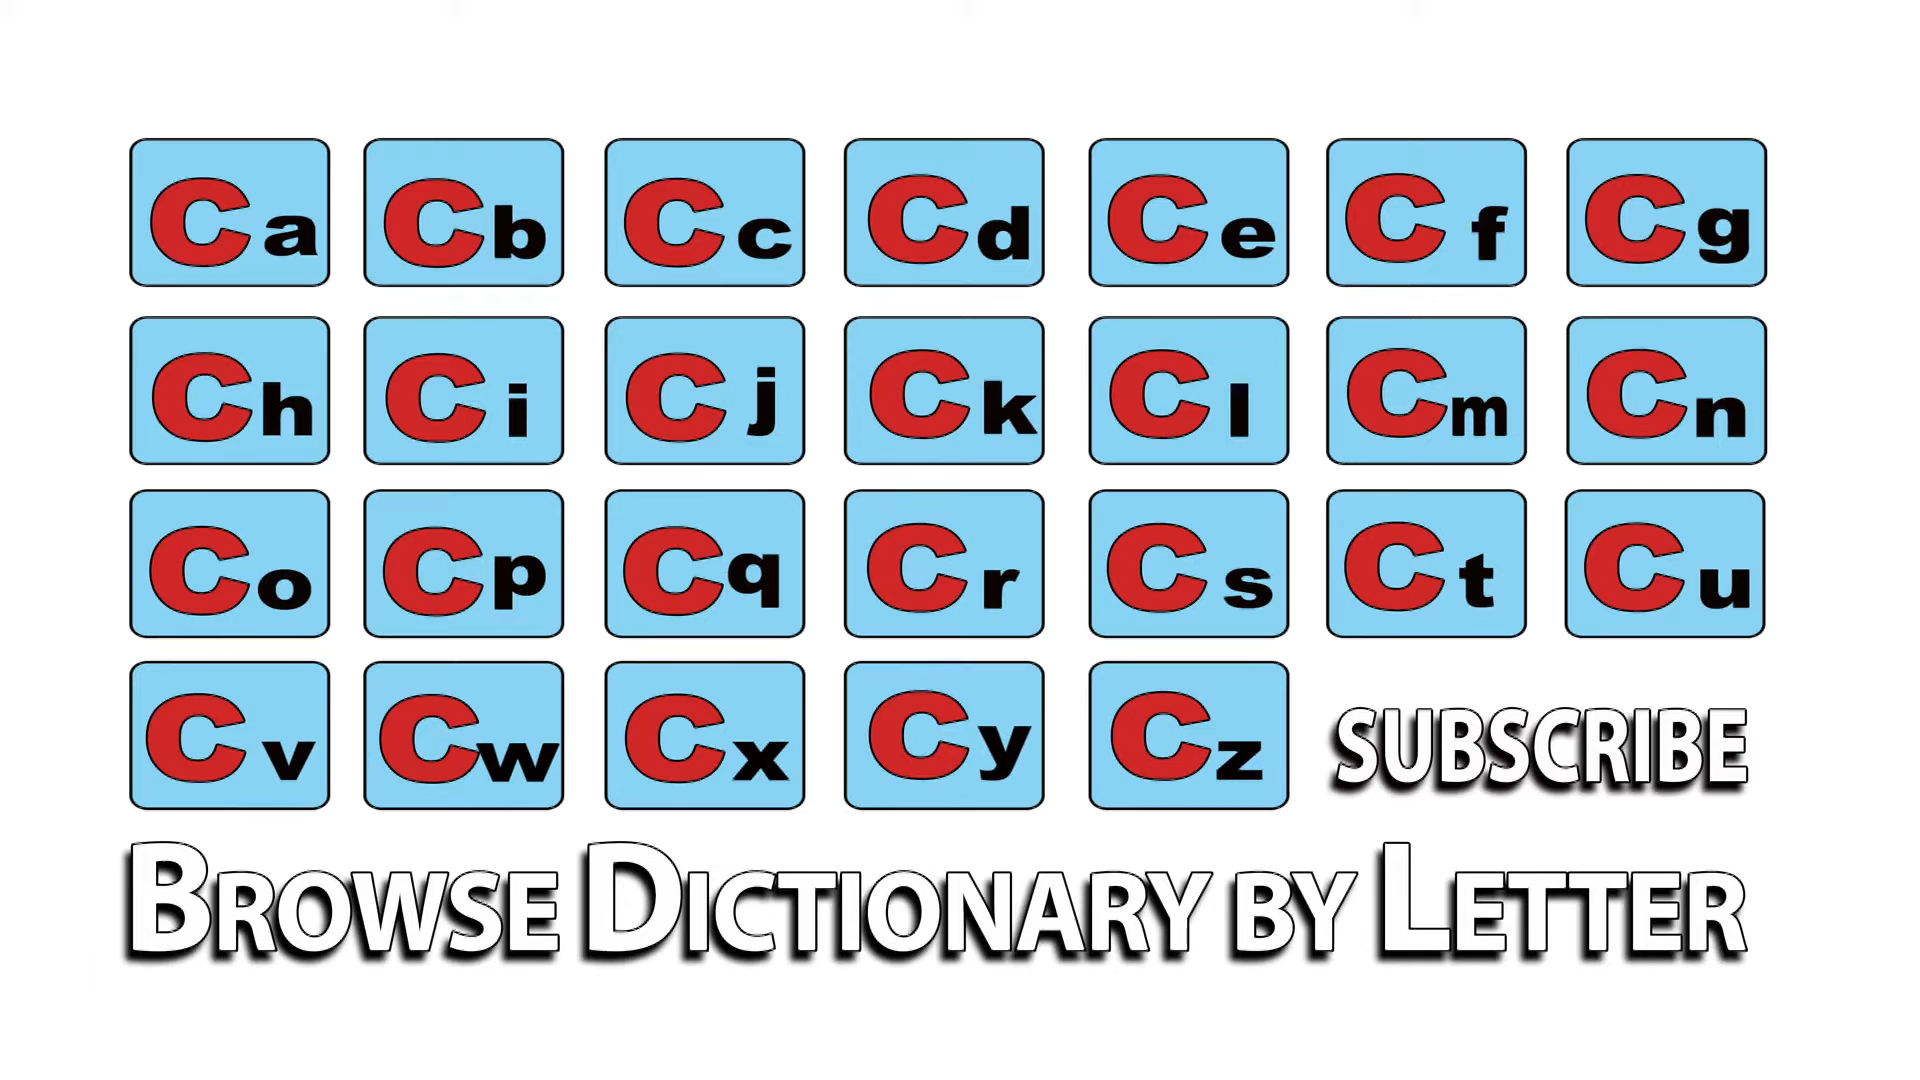 Ca Cb Cc Cd Ce Cf Cg
Ch Ci Cj Ck Cl Cm Cn
Co Cp Cq Cr Cs Ct Cu
Cv Cw Cx Cy Cz SUBSCRIBE
BROWSE DICTIONARY BY LETTER